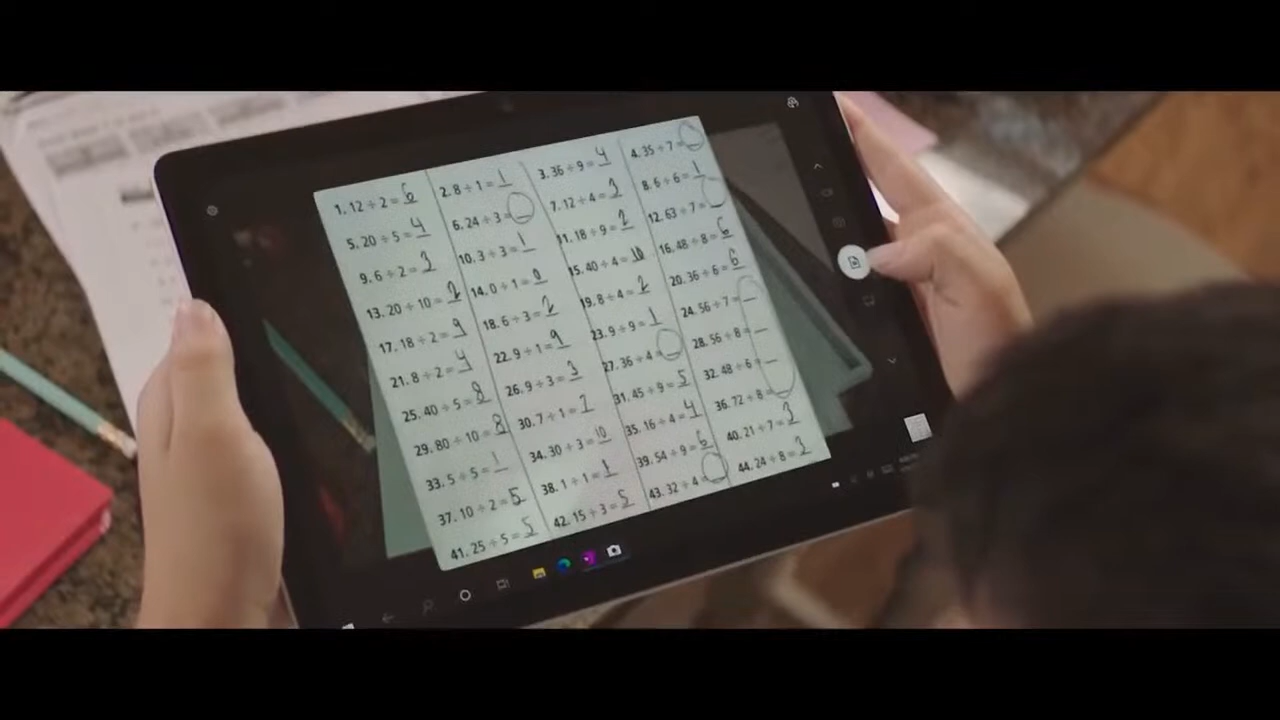 1. 12 ÷ 2 = 6
5. 20 ÷ 5 = 4
9. 6 ÷ 2 = 3
13. 20 ÷ 10 = 2
17. 18 ÷ 2 = 9
21. 8 ÷ 2 = 4
25. 40 ÷ 5 = 8
29. 80 ÷ 10 = 8
33. 5 ÷ 5 = 1
37. 10 ÷ 2 = 5
41. 25 ÷ 5 = 5
2. 8 ÷ 1 = 1
6. 24 ÷ 3 =
10. 3 ÷ 3 = 1
14. 0 ÷ 1 = 0
18. 6 ÷ 3 = 2
22. 9 ÷ 1 = 9
26. 9 ÷ 3 = 3
30. 7 ÷ 1 =
34. 30 ÷ 3 = 10
38. 1 ÷ 1 = 1
42. 15 ÷ 3 = 5
3. 36 ÷ 9 = 4
7. 12 ÷ 4 = 3
11. 18 ÷ 9 = 2
15. 40 ÷ 4 = 10
19. 8 ÷ 4 = 2
23. 9 ÷ 9 = 1
27. 36 ÷ 4 =
31. 45 ÷ 9 = 5
35. 16 ÷ 4 = 4
39. 54 ÷ 9 = 6
43. 32 ÷ 4 =
4. 35 ÷ 7 =
8. 6 ÷ 6 = 1
12. 63 ÷ 7 =
16. 48 ÷ 8 = 6
20. 36 ÷ 6 = 6
24. 56 ÷ 7 =
28. 56 ÷ 8 =
32. 48 ÷ 6 =
36. 72 ÷ 8 =
40. 21 ÷ 7 = 3
44. 24 ÷ 8 = 3